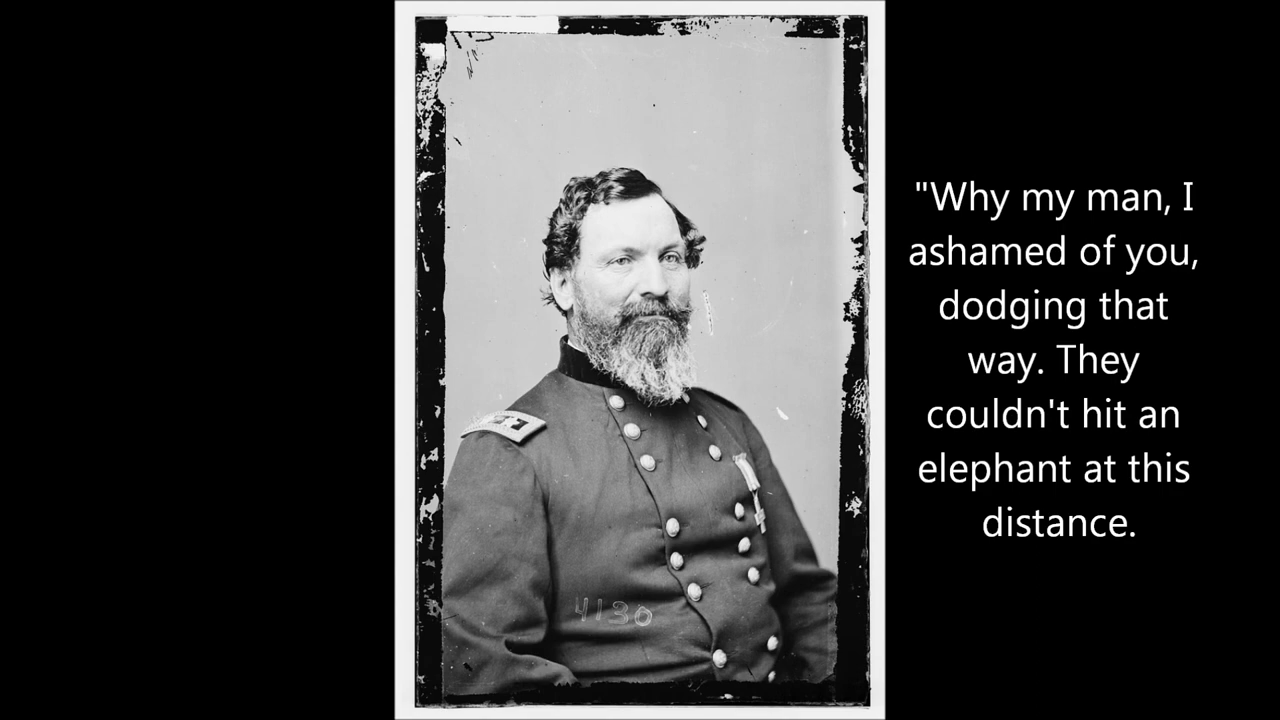 "Why my man, I
ashamed of you,
dodging that
way. They
couldn't hit an
elephant at this
distance.
4130